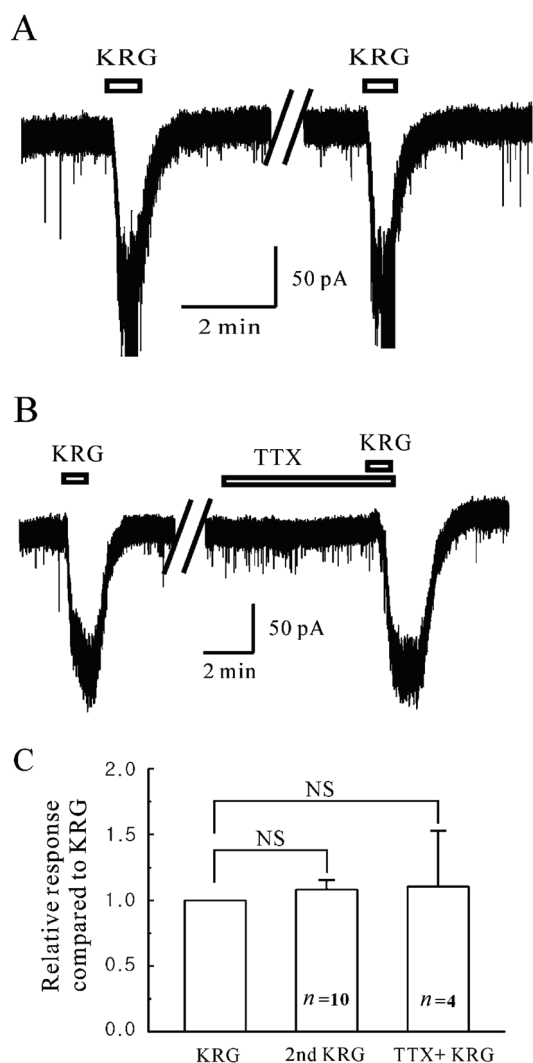 A
KRG KRG
50 pA
2 min
B
KRG TTX KRG
50 pA
2 min
C
Relative response
compared to KRG
2.0
1.5
1.0
0.5
0.0
NS
NS
n=10 n=4
KRG 2nd KRG TTX+ KRG